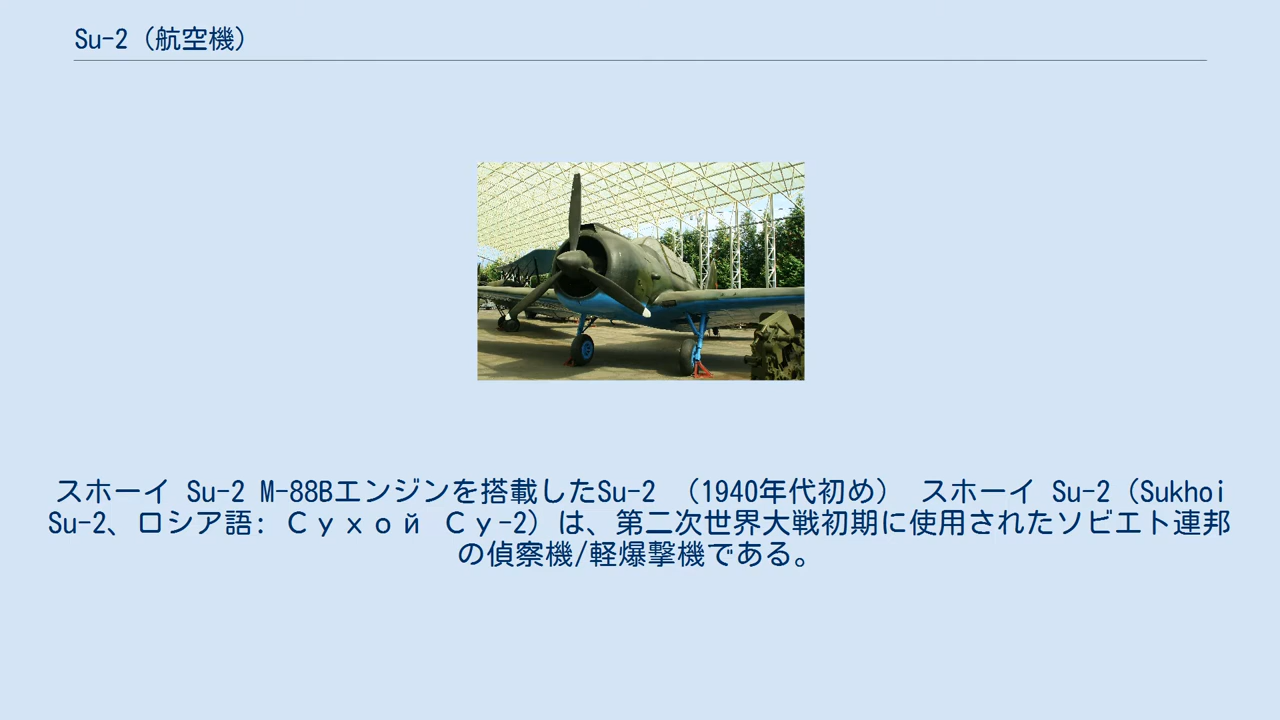 Su-2（航空機）
スホーイ Su-2 M-88Bエンジンを搭載したSu-2 （1940年代初め） スホーイ Su-2（Sukhoi
Su-2、ロシア語: Ｓｕхой Ｓｕ-2）は、第二次世界大戦初期に使用されたソビエト連邦
の偵察機/軽爆撃機である。